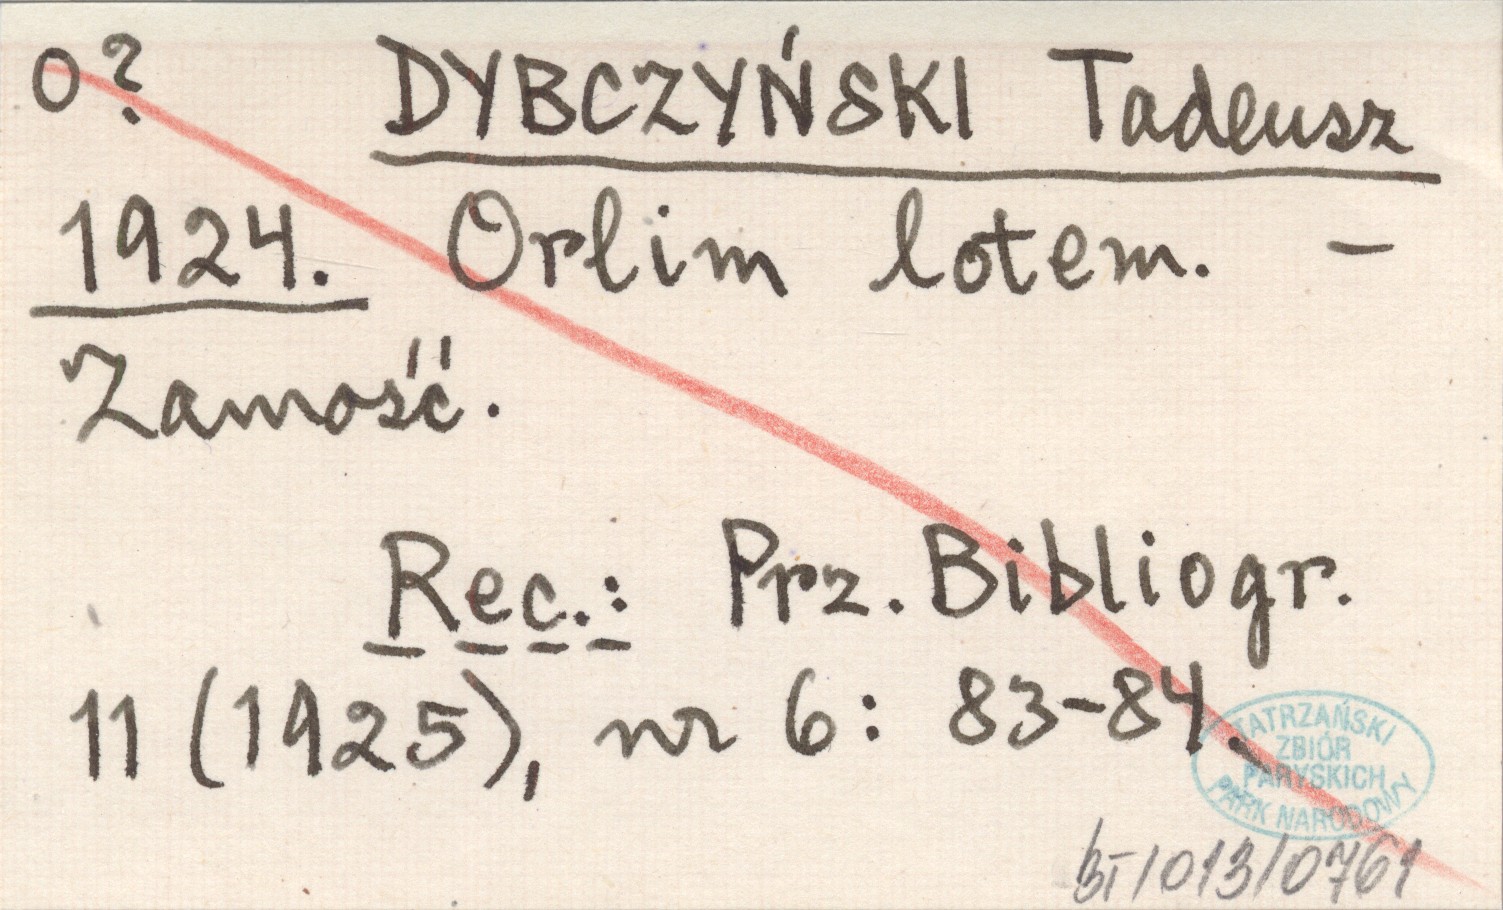 O? DYBCZYŃSKI Tadeusz
1924. Orlim lotem. –
Zamość.
Rec.: Prz. Bibliogr.
11 (1925), nr 6: 83-84.
TATRZAŃSKI
ZBIÓR
PARYSKICH
PARK NARODOWY
BT/013/0761